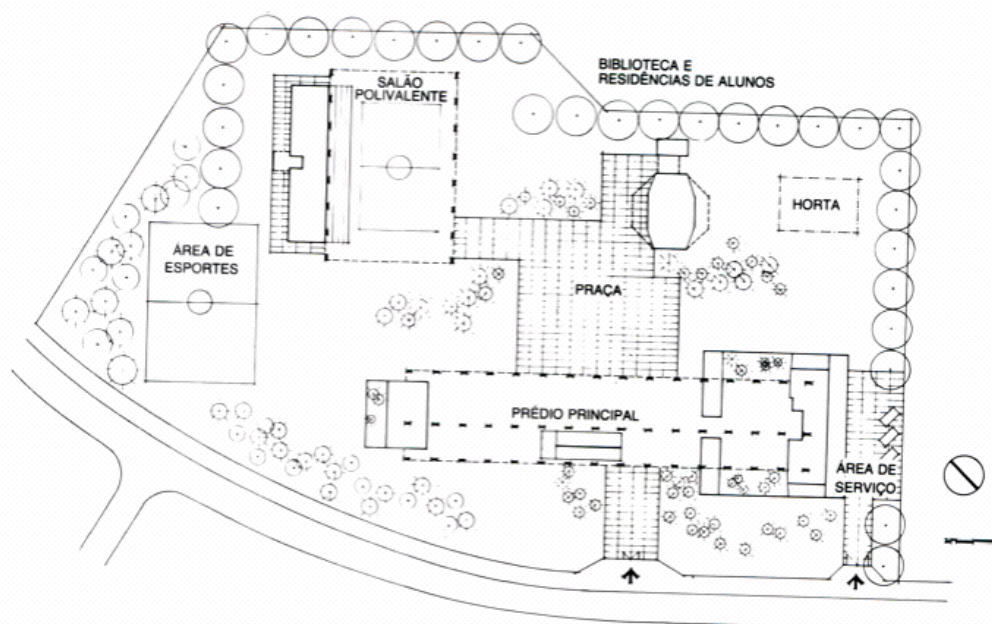 BIBLIOTECA E
RESIDÊNCIAS DE ALUNOS
SALÃO
POLIVALENTE
HORTA
ÁREA DE
ESPORTES
PRAÇA
PRÉDIO PRINCIPAL
ÁREA DE
SERVIÇO